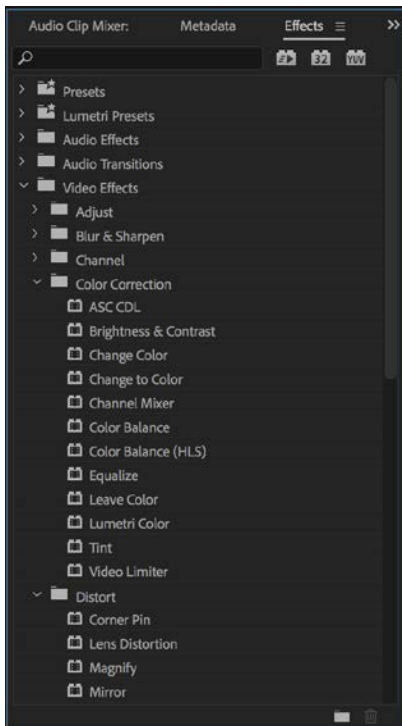 Audio Clip Mixer: Metadata Effects
32 YUV
Presets
Lumetri Presets
Audio Effects
Audio Transitions
Video Effects
Adjust
Blur & Sharpen
Channel
Color Correction
ASC CDL
Brightness & Contrast
Change Color
Change to Color
Channel Mixer
Color Balance
Color Balance (HLS)
Equalize
Leave Color
Lumetri Color
Tint
Video Limiter
Distort
Corner Pin
Lens Distortion
Magnify
Mirror